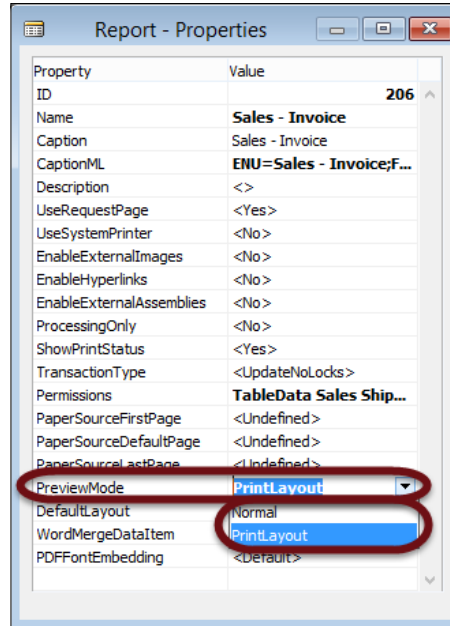 Report - Properties
Property Value
ID 206
Name Sales - Invoice
Caption Sales - Invoice
CaptionML ENU=Sales - Invoice;F...
Description <>
UseRequestPage <Yes>
UseSystemPrinter <No>
EnableExternalImages <No>
EnableHyperlinks <No>
EnableExternalAssemblies <No>
ProcessingOnly <No>
ShowPrintStatus <Yes>
TransactionType <UpdateNoLocks>
Permissions TableData Sales Ship...
PaperSourceFirstPage <Undefined>
PaperSourceDefaultPage <Undefined>
PaperSourceLastPage <Undefined>
PreviewMode PrintLayout
DefaultLayout Normal
WordMergeDataItem PrintLayout
PDFFontEmbedding <Default>